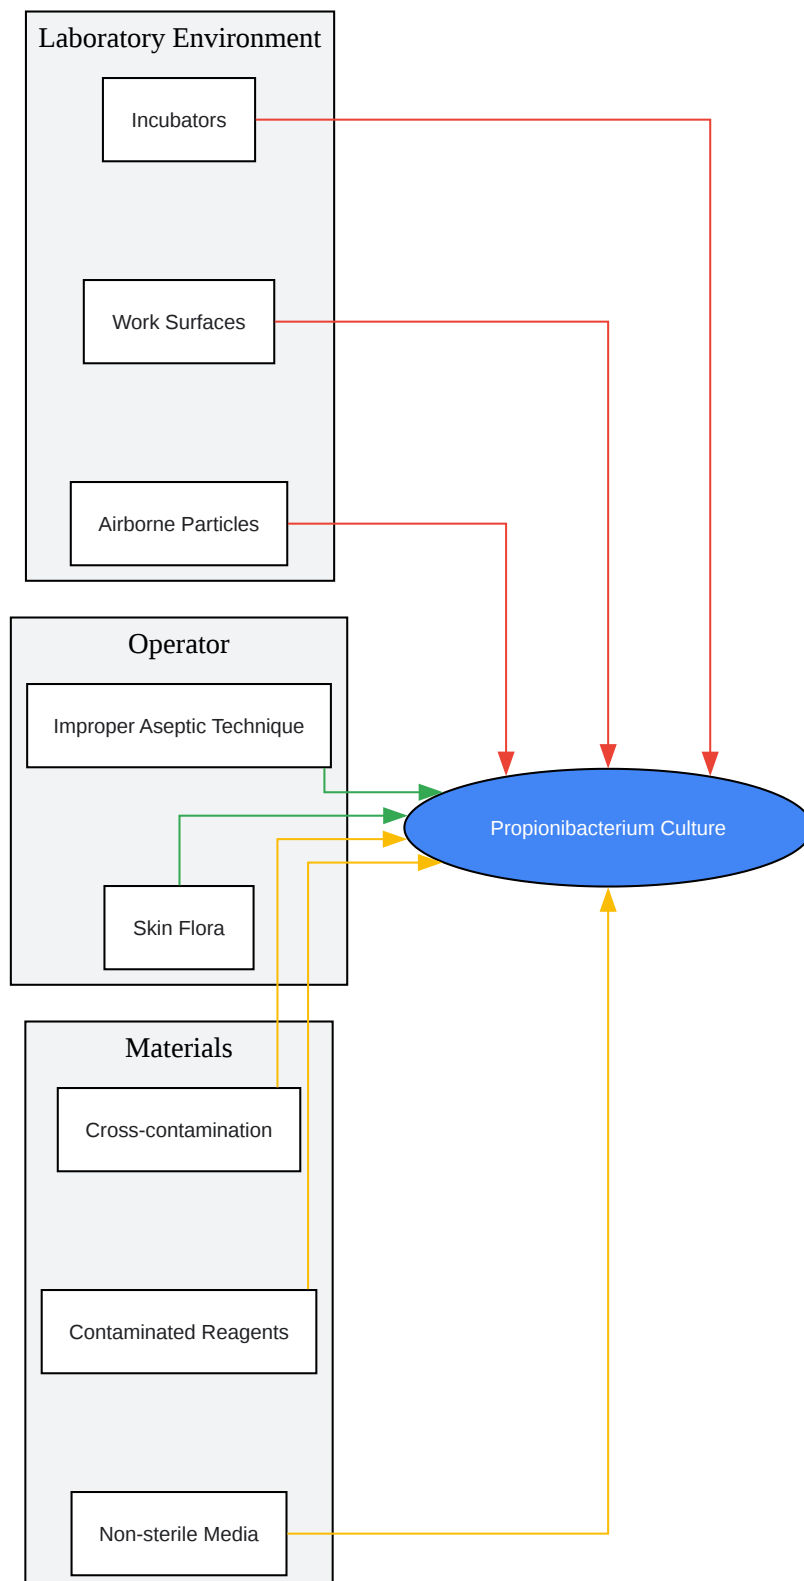 Laboratory Environment
Incubators
Work Surfaces
Airborne Particles
Operator
Improper Aseptic Technique
Skin Flora
Propionibacterium Culture
Materials
Cross-contamination
Contaminated Reagents
Non-sterile Media